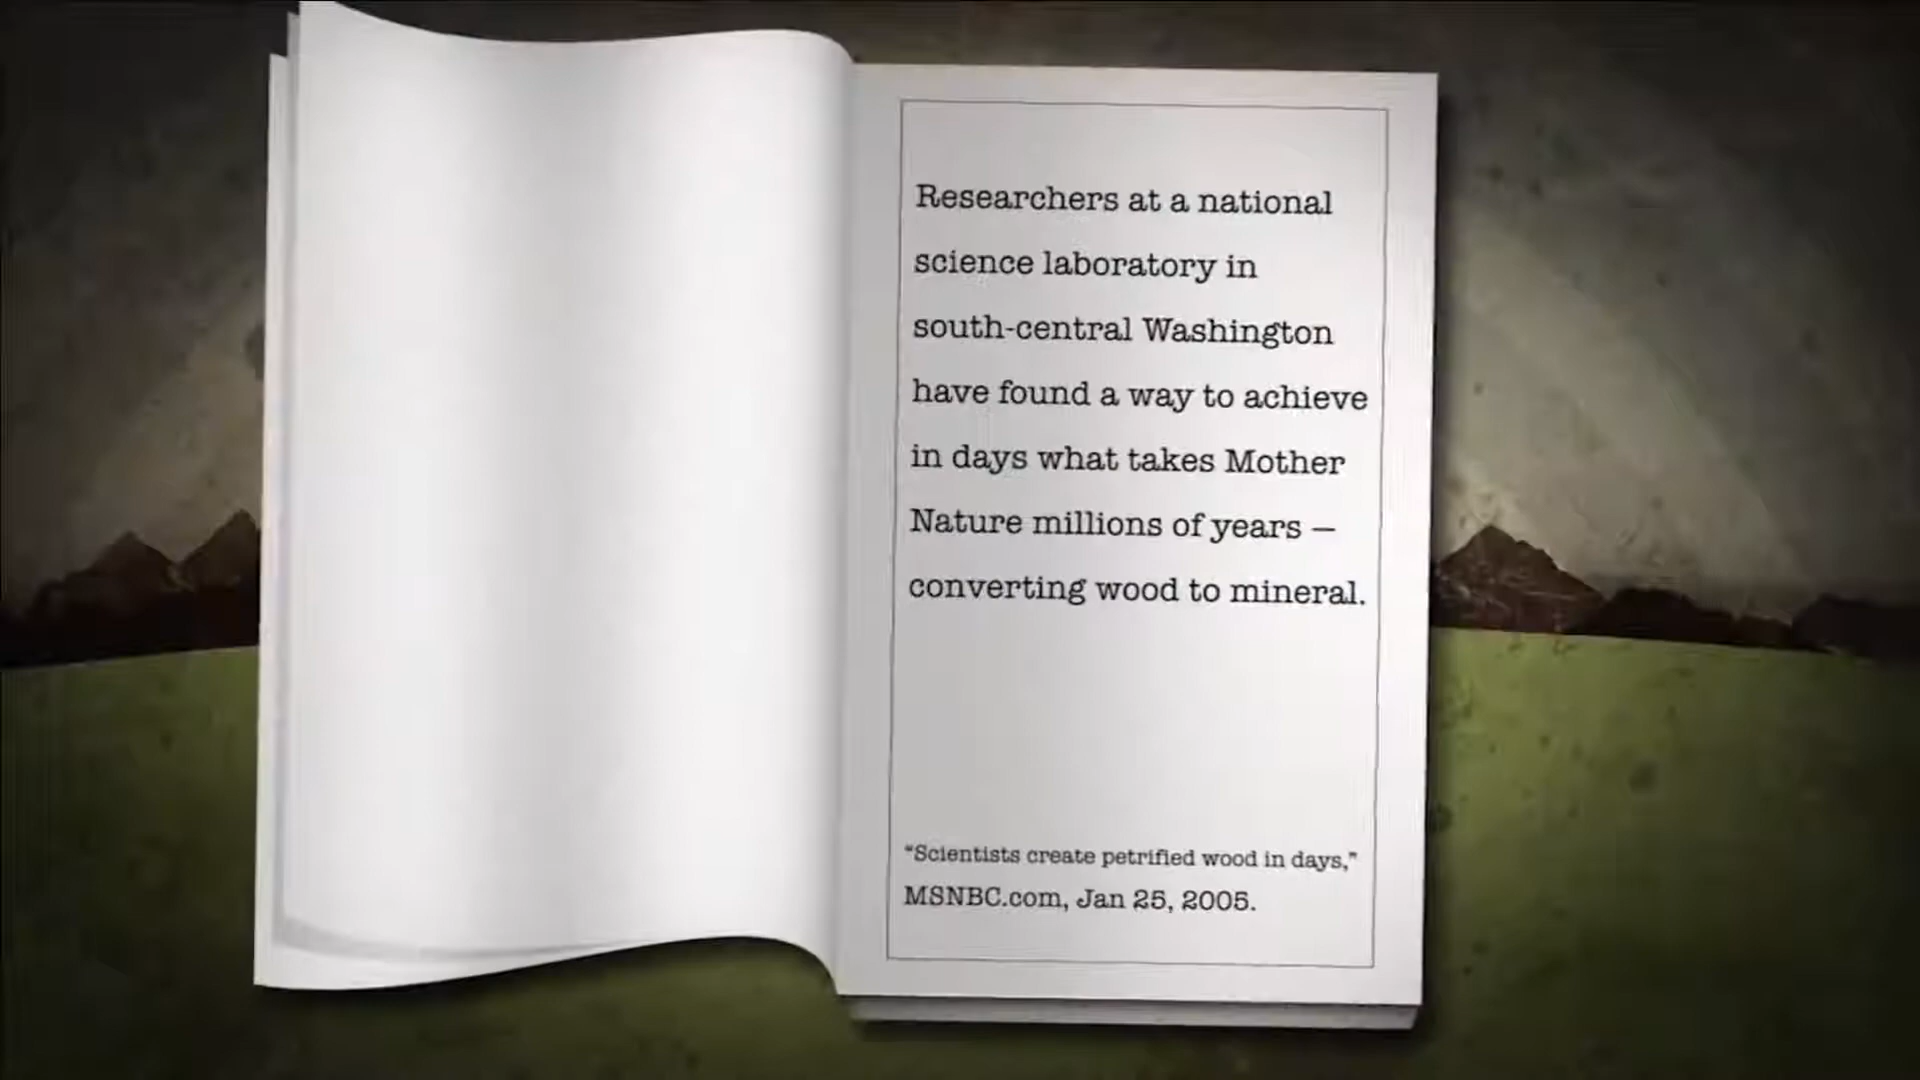 Researchers at a national
science laboratory in
south-central Washington
have found a way to achieve
in days what takes Mother
Nature millions of years —
converting wood to mineral.
“Scientists create petrified wood in days,”
MSNBC.com, Jan 25, 2005.